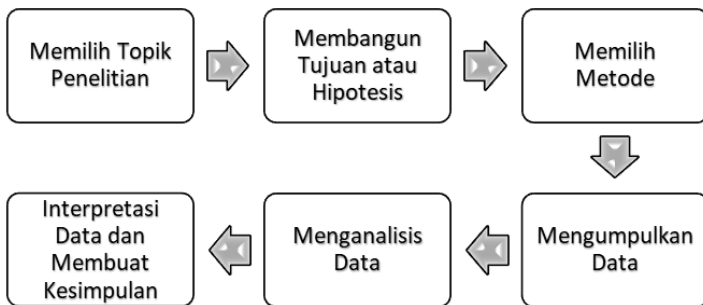 Memilih Topik
Penelitian
Membangun
Tujuan atau
Hipotesis
Memilih
Metode
Mengumpulkan
Data
Menganalisis
Data
Interpretasi
Data dan
Membuat
Kesimpulan